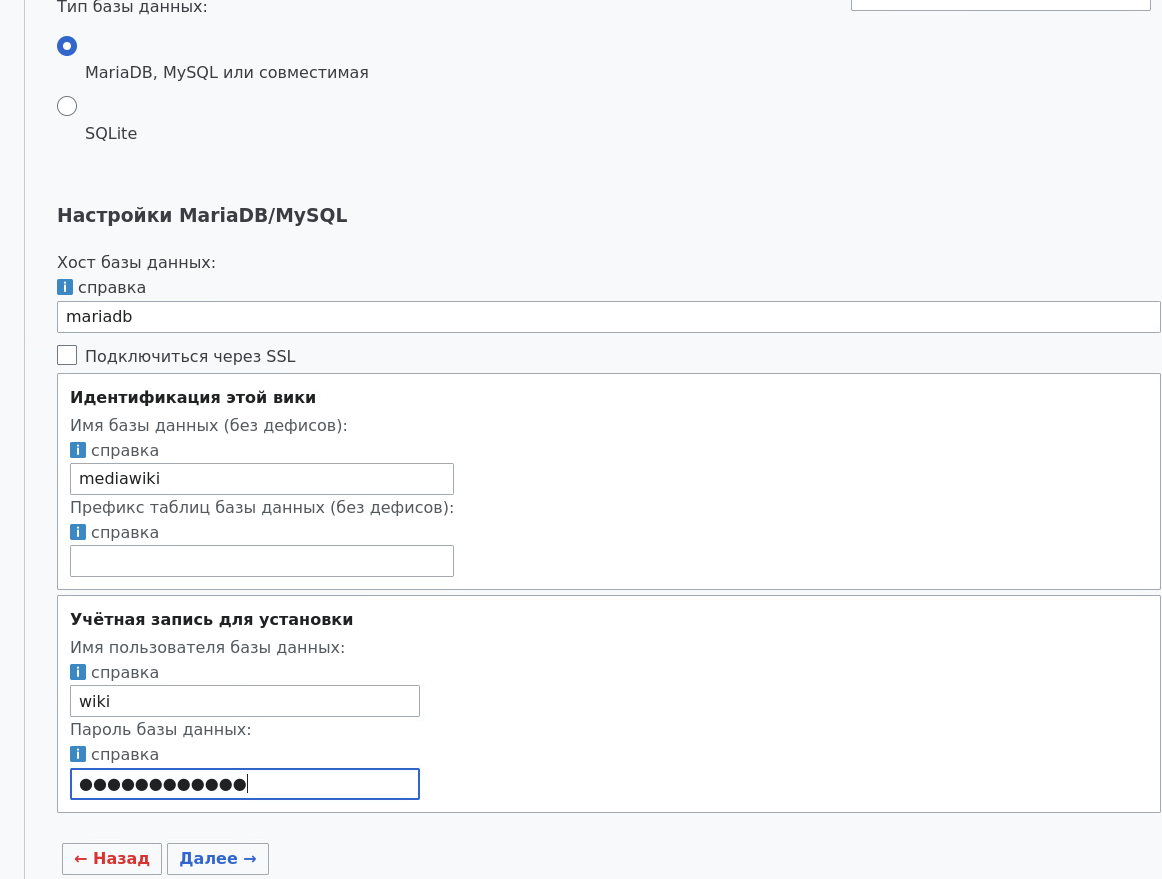 Тип базы данных:
MariaDB, MySQL или совместимая
SQLite
Настройки MariaDB/MySQL
Хост базы данных:
справка
mariadb
Подключиться через SSL
Идентификация этой вики
Имя базы данных (без дефисов):
справка
mediawiki
Префикс таблиц базы данных (без дефисов):
справка
Учётная запись для установки
Имя пользователя базы данных:
справка
wiki
Пароль базы данных:
справка
●●●●●●●●●●●●
← Назад Далее →